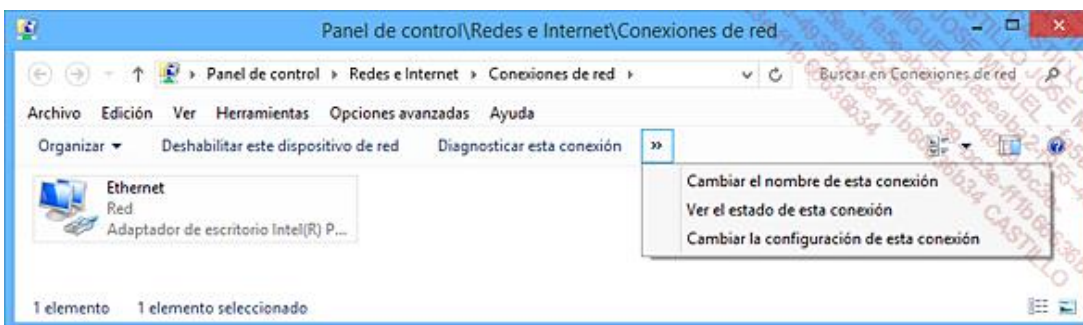 Panel de control\Redes e Internet\Conexiones de red
Panel de control Redes e Internet Conexiones de red Buscar en Conexiones de red
Archivo Edición Ver Herramientas Opciones avanzadas Ayuda
Organizar Deshabilitar este dispositivo de red Diagnosticar esta conexión »
Cambiar el nombre de esta conexión
Ver el estado de esta conexión
Cambiar la configuración de esta conexión
Ethernet
Red
Adaptador de escritorio Intel(R) P...
1 elemento 1 elemento seleccionado